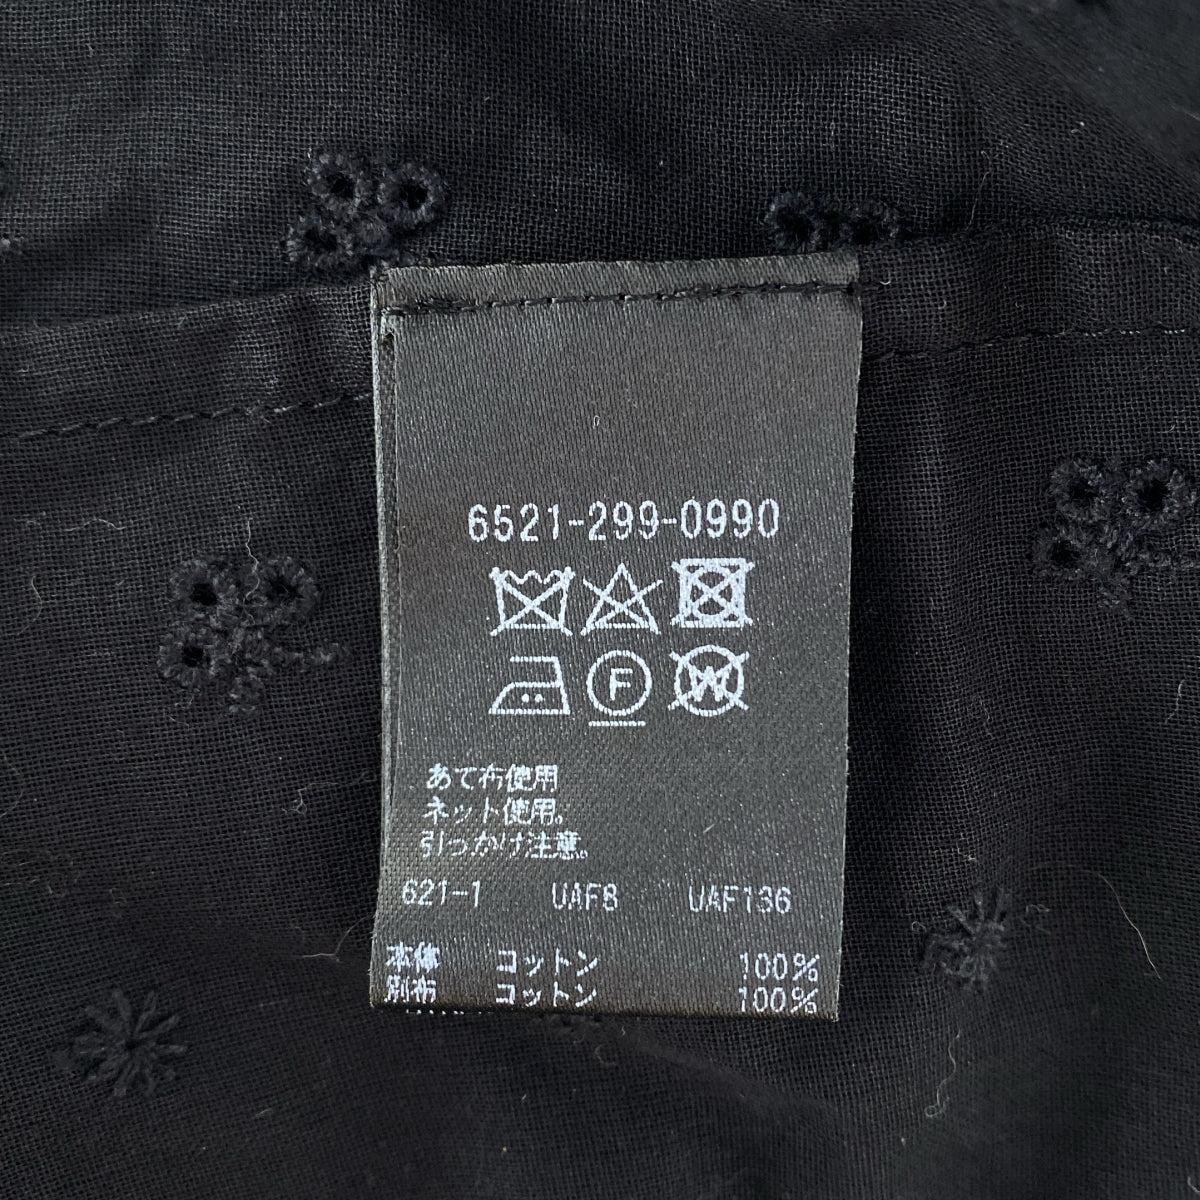 6521-299-0990
F W
あて布使用
ネット使用。
引っかけ注意。
621-1 UAF8 UAF136
本体 コットン 100%
別布 コットン 100%